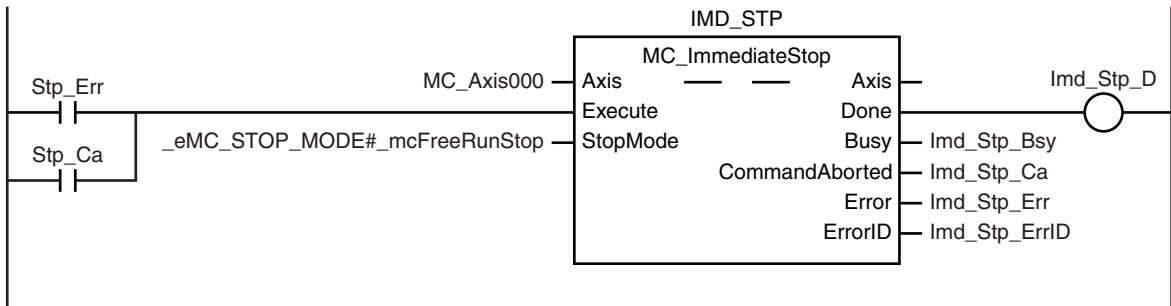 IMD_STP
MC_ImmediateStop
Stp_Err
MC_Axis000 Axis Axis Imd_Stp_D
Execute Done
Stp_Ca
_eMC_STOP_MODE#_mcFreeRunStop StopMode Busy Imd_Stp_Bsy
CommandAborted Imd_Stp_Ca
Error Imd_Stp_Err
ErrorID Imd_Stp_ErrID